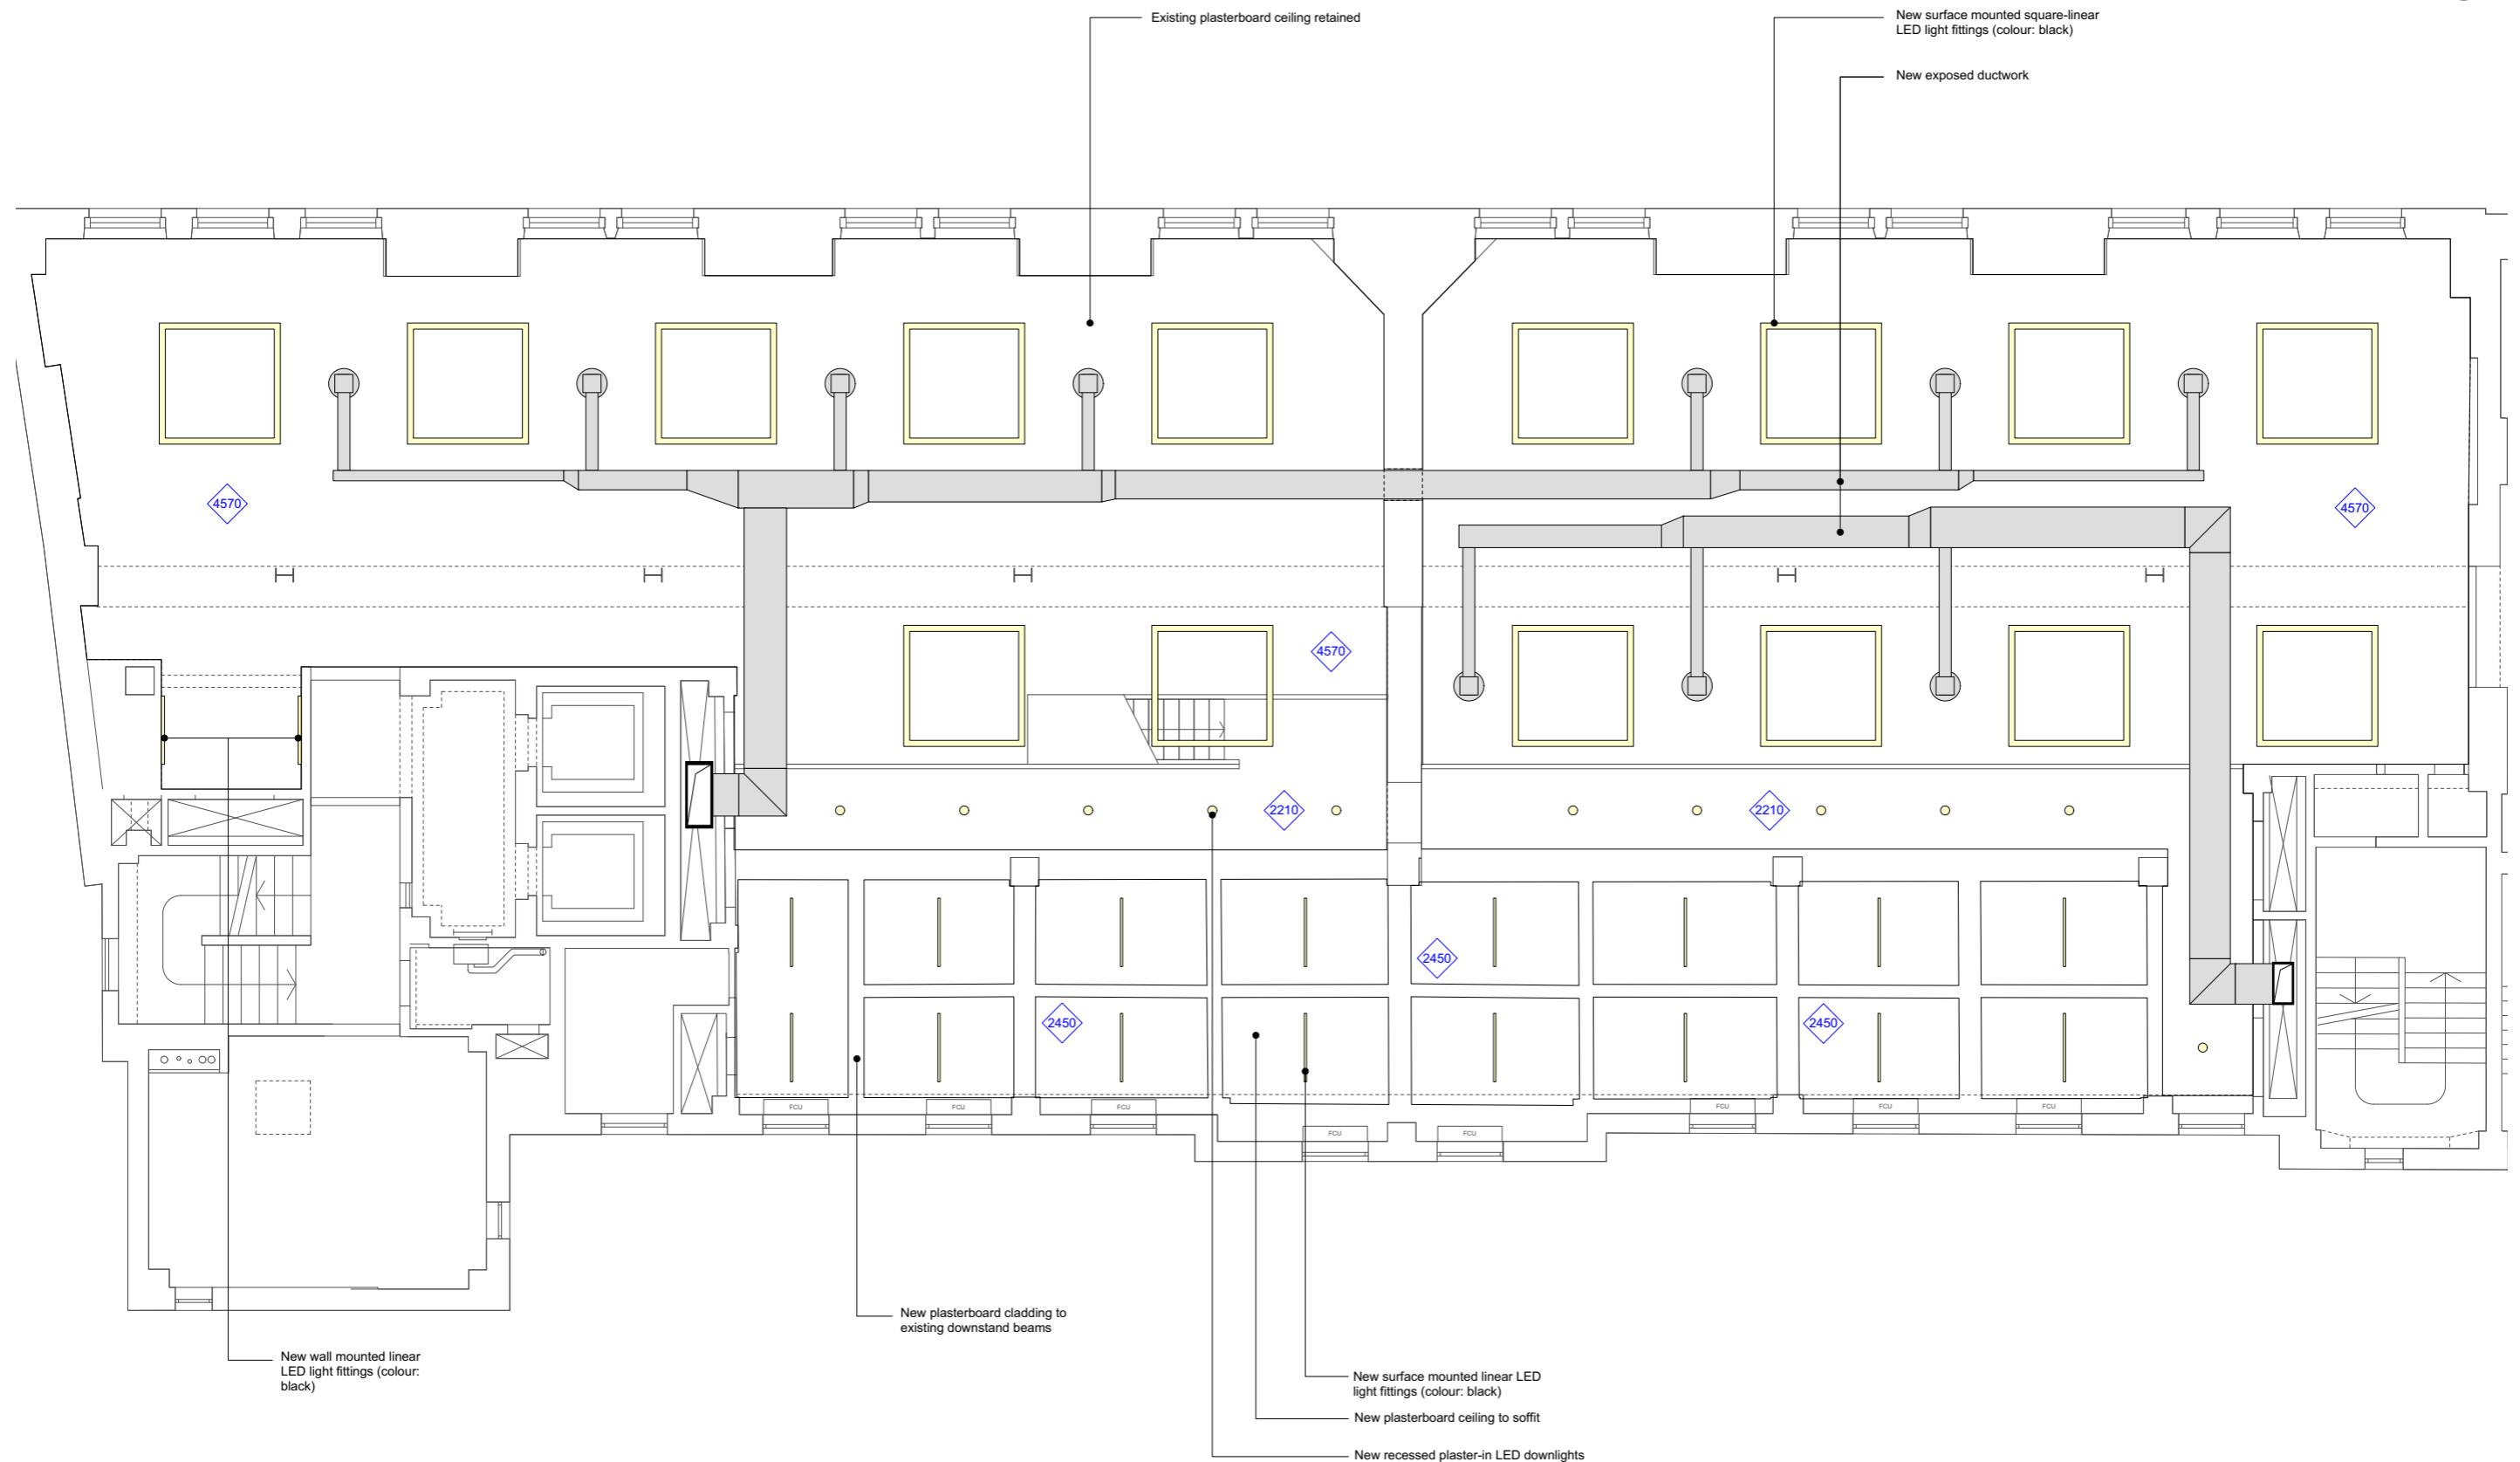 Existing plasterboard ceiling retained
New surface mounted square-linear
LED light fittings (colour: black)
New exposed ductwork
4570
4570
4570
2210
2210
2450
2450
2450
FCU
FCU
FCU
FCU
FCU
FCU
FCU
FCU
New plasterboard cladding to
existing downstand beams
New wall mounted linear
LED light fittings (colour:
black)
New surface mounted linear LED
light fittings (colour: black)
New plasterboard ceiling to soffit
New recessed plaster-in LED downlights